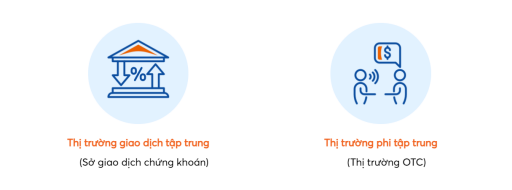 %
$
Thị trường giao dịch tập trung
Thị trường phi tập trung
(Sở giao dịch chứng khoán)
(Thị trường OTC)